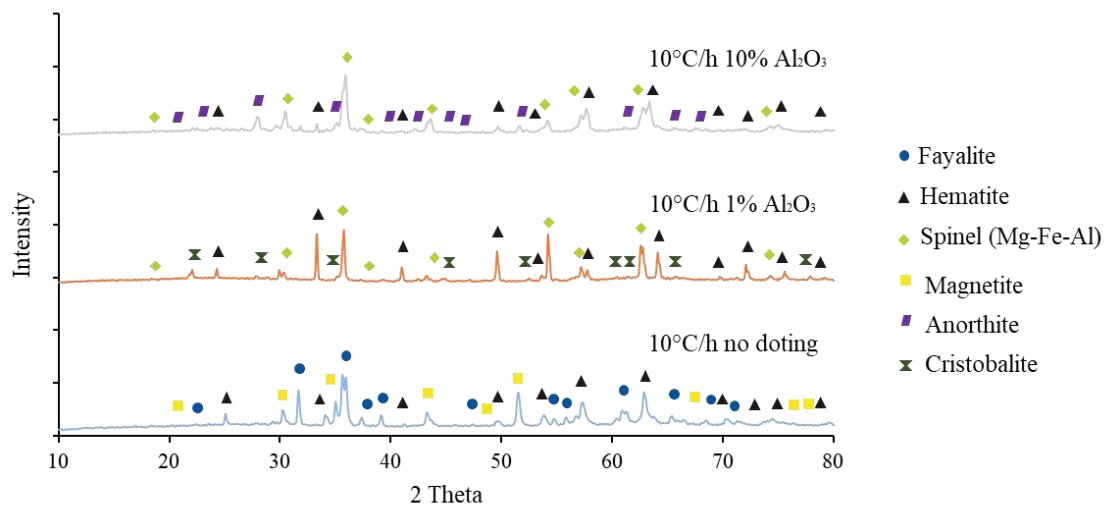 10°C/h 10% Al₂O₃
10°C/h 1% Al₂O₃
10°C/h no doting
Intensity
10 20 30 40 50 60 70 80
2 Theta
Fayalite
Hematite
Spinel (Mg-Fe-Al)
Magnetite
Anorthite
Cristobalite